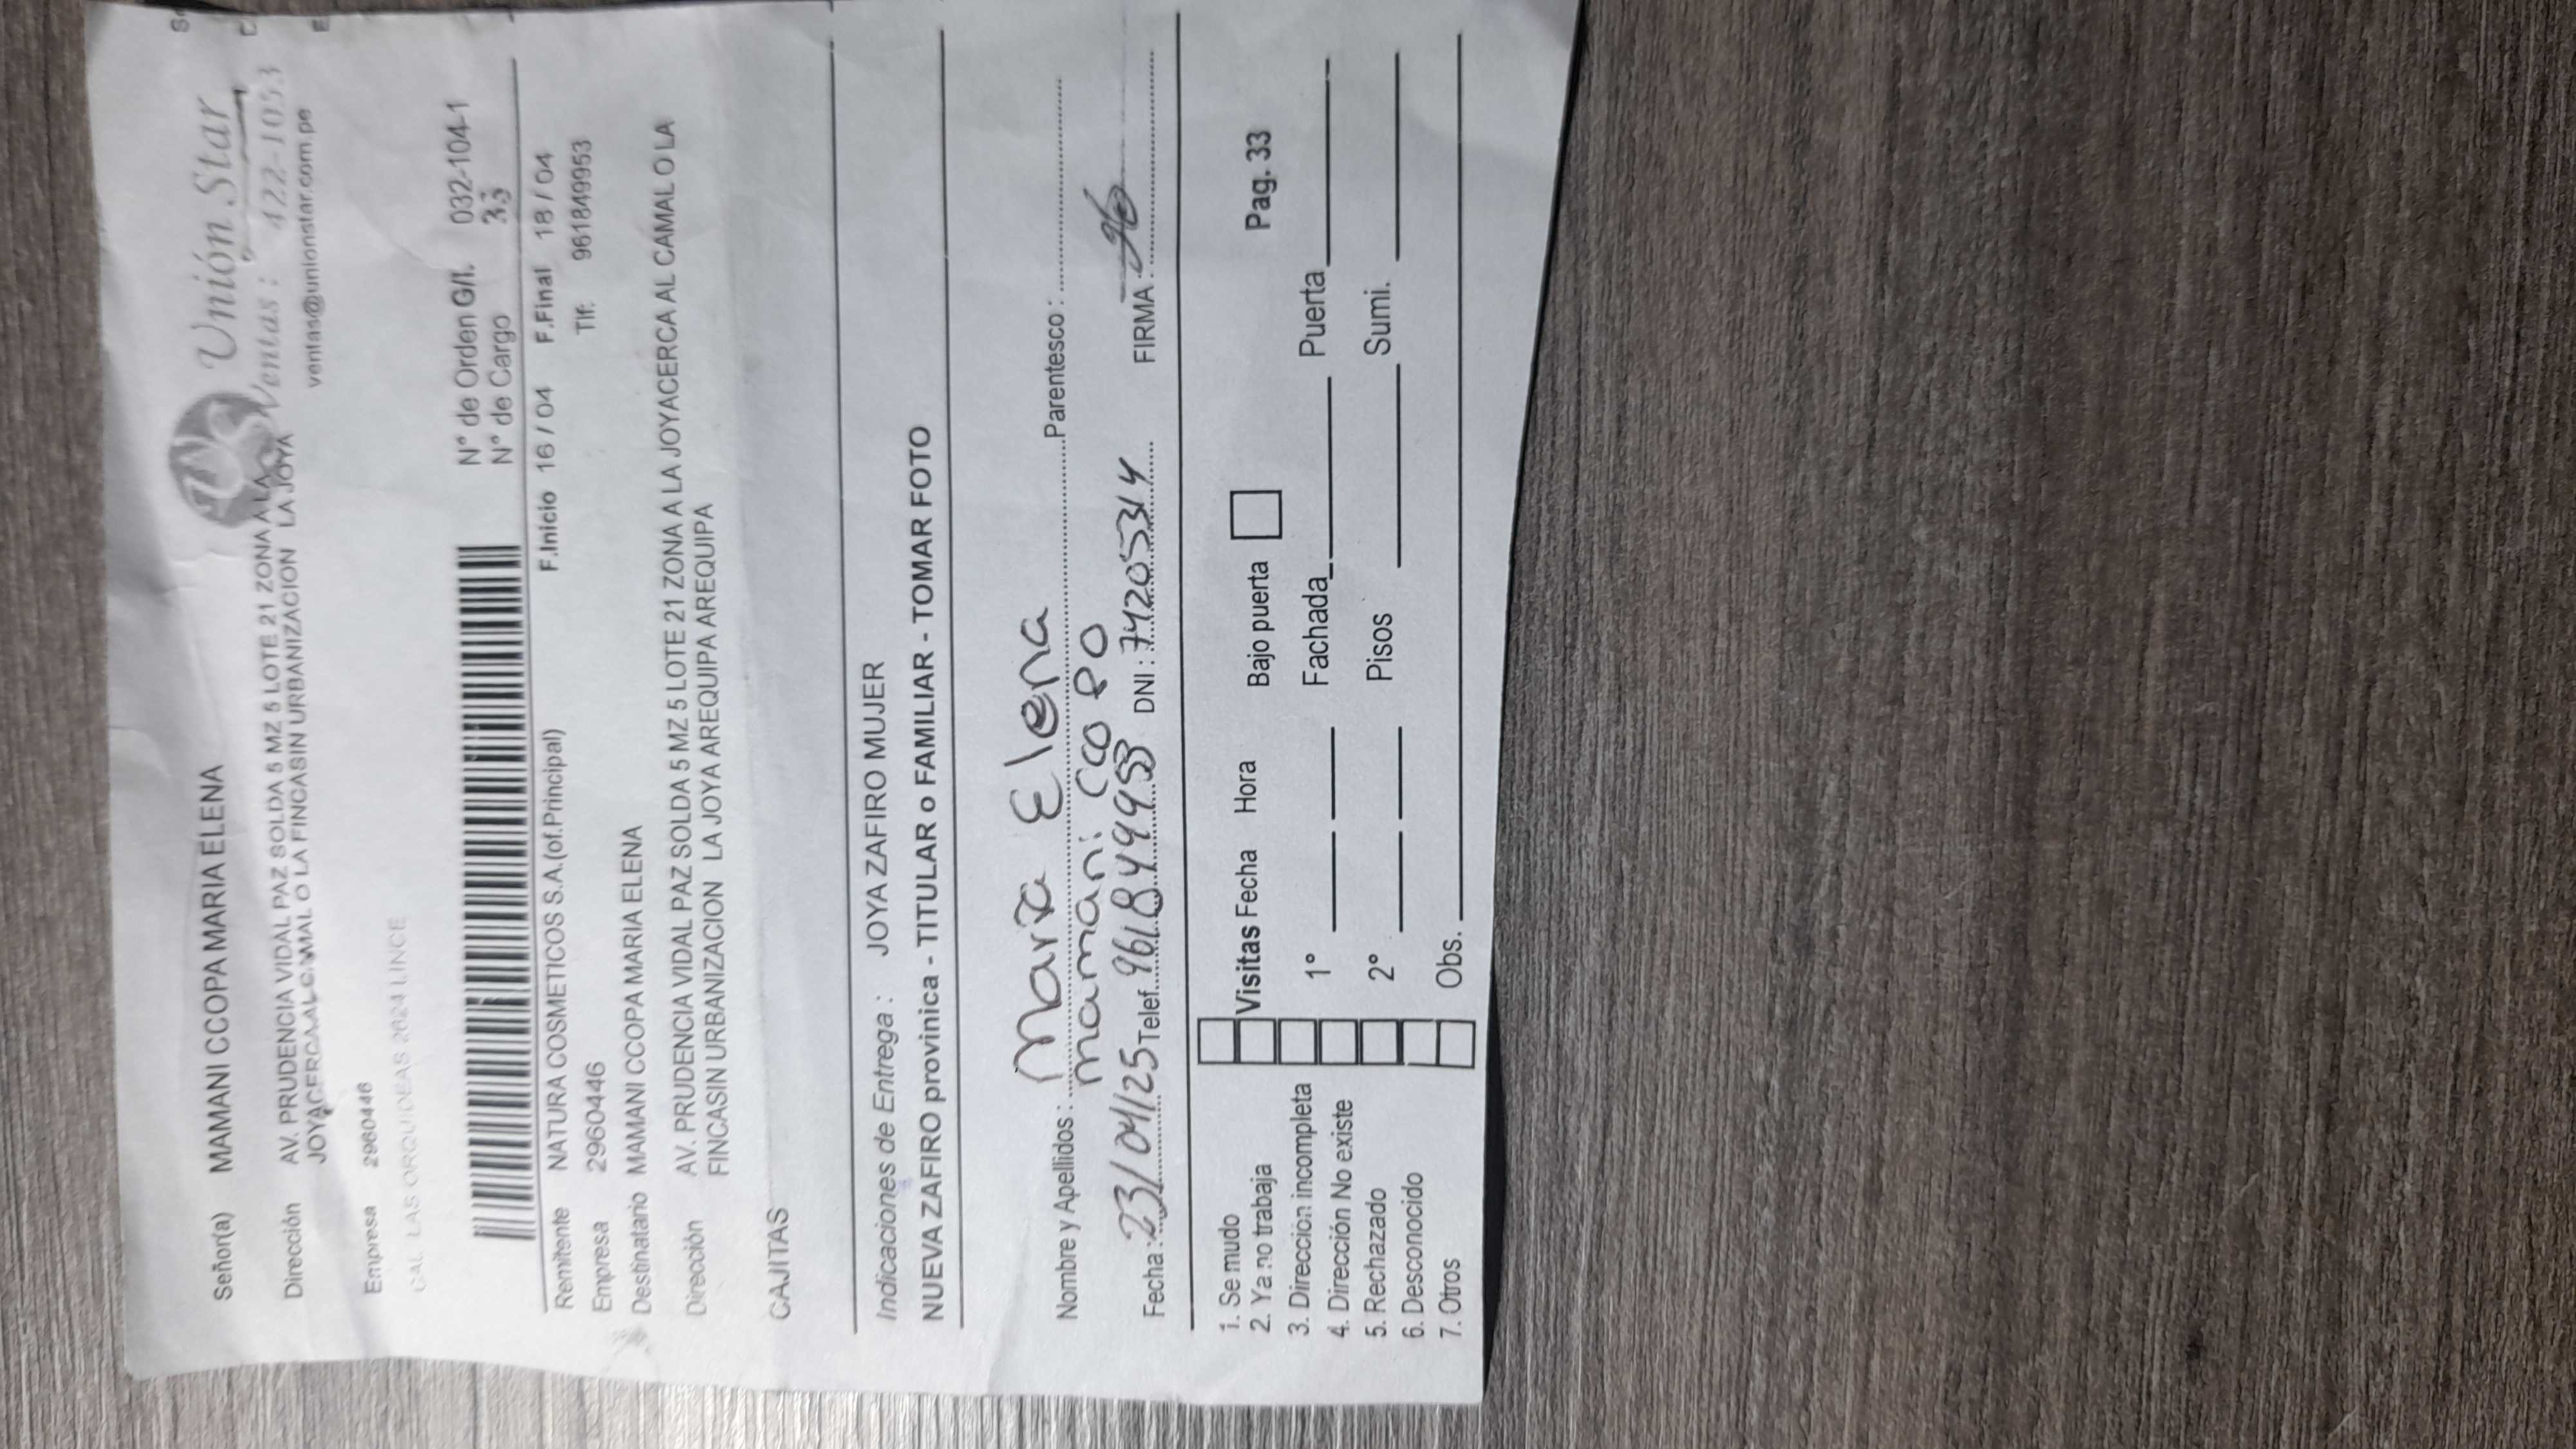 Unión Star
Ventas : 422-1053
ventas@unionstar.com.pe
Señor(a) MAMANI CCOPA MARIA ELENA
Dirección AV. PRUDENCIA VIDAL PAZ SOLDA 5 MZ 5 LOTE 21 ZONA A LA
JOYACERCA AL CAMAL O LA FINCASIN URBANIZACION LA JOYA
Empresa 2960446
CAL. LAS ORQUIDEAS 2624 LINCE
N° de Orden G/I. 032-104-1
N° de Cargo 33
F.Inicio 16 / 04 F.Final 18 / 04
Remitente NATURA COSMETICOS S.A.(of.Principal)
Empresa 2960446 Tlf: 961849953
Destinatario MAMANI CCOPA MARIA ELENA
Dirección AV. PRUDENCIA VIDAL PAZ SOLDA 5 MZ 5 LOTE 21 ZONA A LA JOYACERCA AL CAMAL O LA
FINCASIN URBANIZACION LA JOYA AREQUIPA AREQUIPA
CAJITAS
Indicaciones de Entrega : JOYA ZAFIRO MUJER
NUEVA ZAFIRO provinica - TITULAR o FAMILIAR - TOMAR FOTO
Nombre y Apellidos : Maria Elena Parentesco :
mamani
Fecha : 23/04/25 Telef. 961849953 DNI : 74205314 FIRMA :
1. Se mudo
2. Ya no trabaja
3. Dirección incompleta
4. Dirección No existe
5. Rechazado
6. Desconocido
7. Otros
Visitas Fecha Hora Bajo puerta Pag. 33
1° Fachada Puerta
2° Pisos Sumi.
Obs.